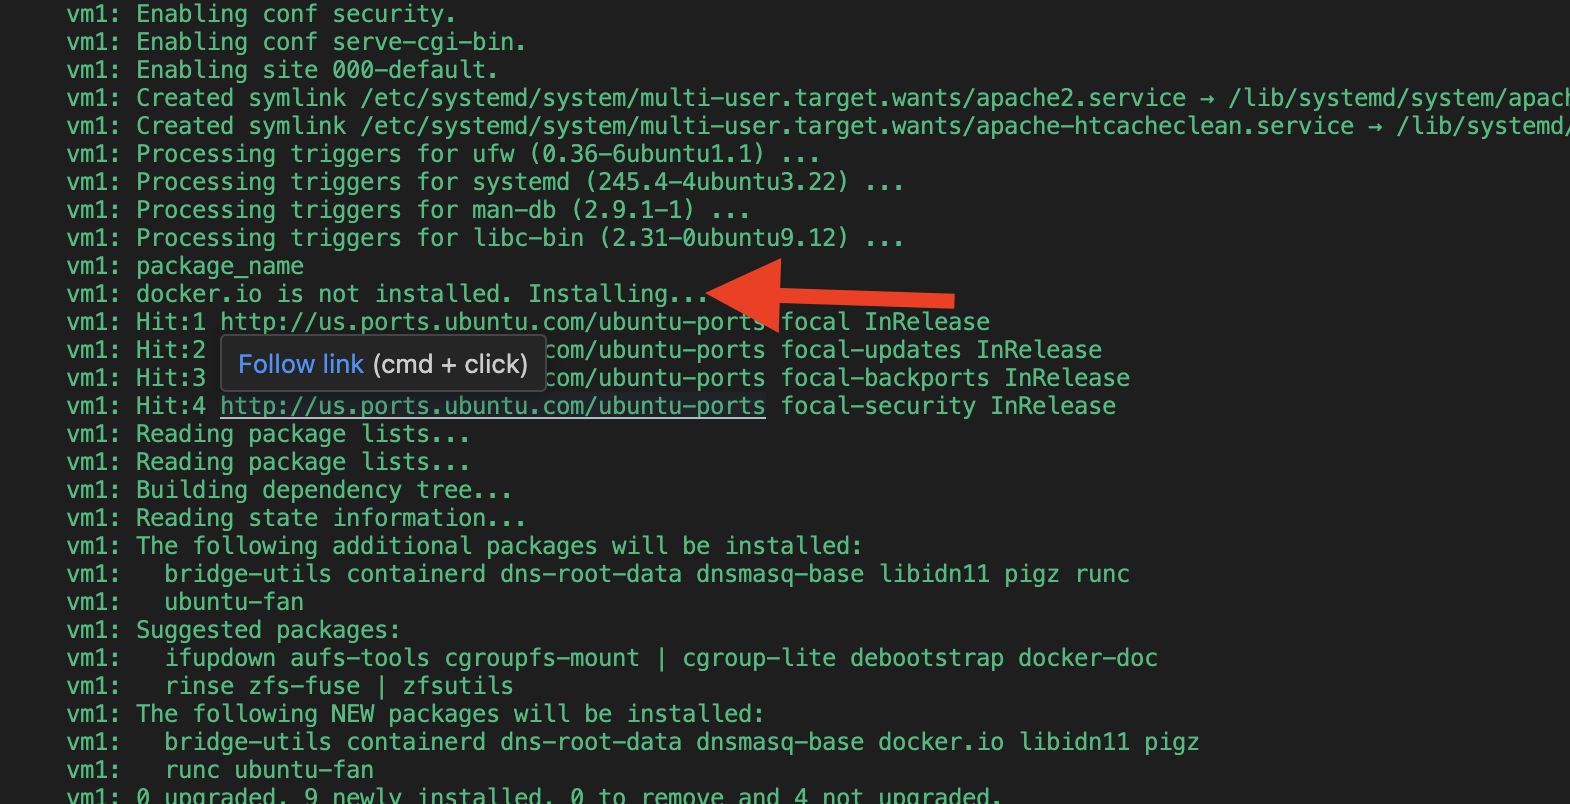 vm1: Enabling conf security.
vm1: Enabling conf serve-cgi-bin.
vm1: Enabling site 000-default.
vm1: Created symlink /etc/systemd/system/multi-user.target.wants/apache2.service → /lib/systemd/system/apach
vm1: Created symlink /etc/systemd/system/multi-user.target.wants/apache-htcacheclean.service → /lib/systemd/
vm1: Processing triggers for ufw (0.36-6ubuntu1.1) ...
vm1: Processing triggers for systemd (245.4-4ubuntu3.22) ...
vm1: Processing triggers for man-db (2.9.1-1) ...
vm1: Processing triggers for libc-bin (2.31-0ubuntu9.12) ...
vm1: package_name
vm1: docker.io is not installed. Installing...
vm1: Hit:1 http://us.ports.ubuntu.com/ubuntu-ports focal InRelease
vm1: Hit:2 com/ubuntu-ports focal-updates InRelease
Follow link (cmd + click)
vm1: Hit:3 com/ubuntu-ports focal-backports InRelease
vm1: Hit:4 http://us.ports.ubuntu.com/ubuntu-ports focal-security InRelease
vm1: Reading package lists...
vm1: Reading package lists...
vm1: Building dependency tree...
vm1: Reading state information...
vm1: The following additional packages will be installed:
vm1: bridge-utils containerd dns-root-data dnsmasq-base libidn11 pigz runc
vm1: ubuntu-fan
vm1: Suggested packages:
vm1: ifupdown aufs-tools cgroupfs-mount | cgroup-lite debootstrap docker-doc
vm1: rinse zfs-fuse | zfsutils
vm1: The following NEW packages will be installed:
vm1: bridge-utils containerd dns-root-data dnsmasq-base docker.io libidn11 pigz
vm1: runc ubuntu-fan
vm1: 0 upgraded, 9 newly installed, 0 to remove and 4 not upgraded.